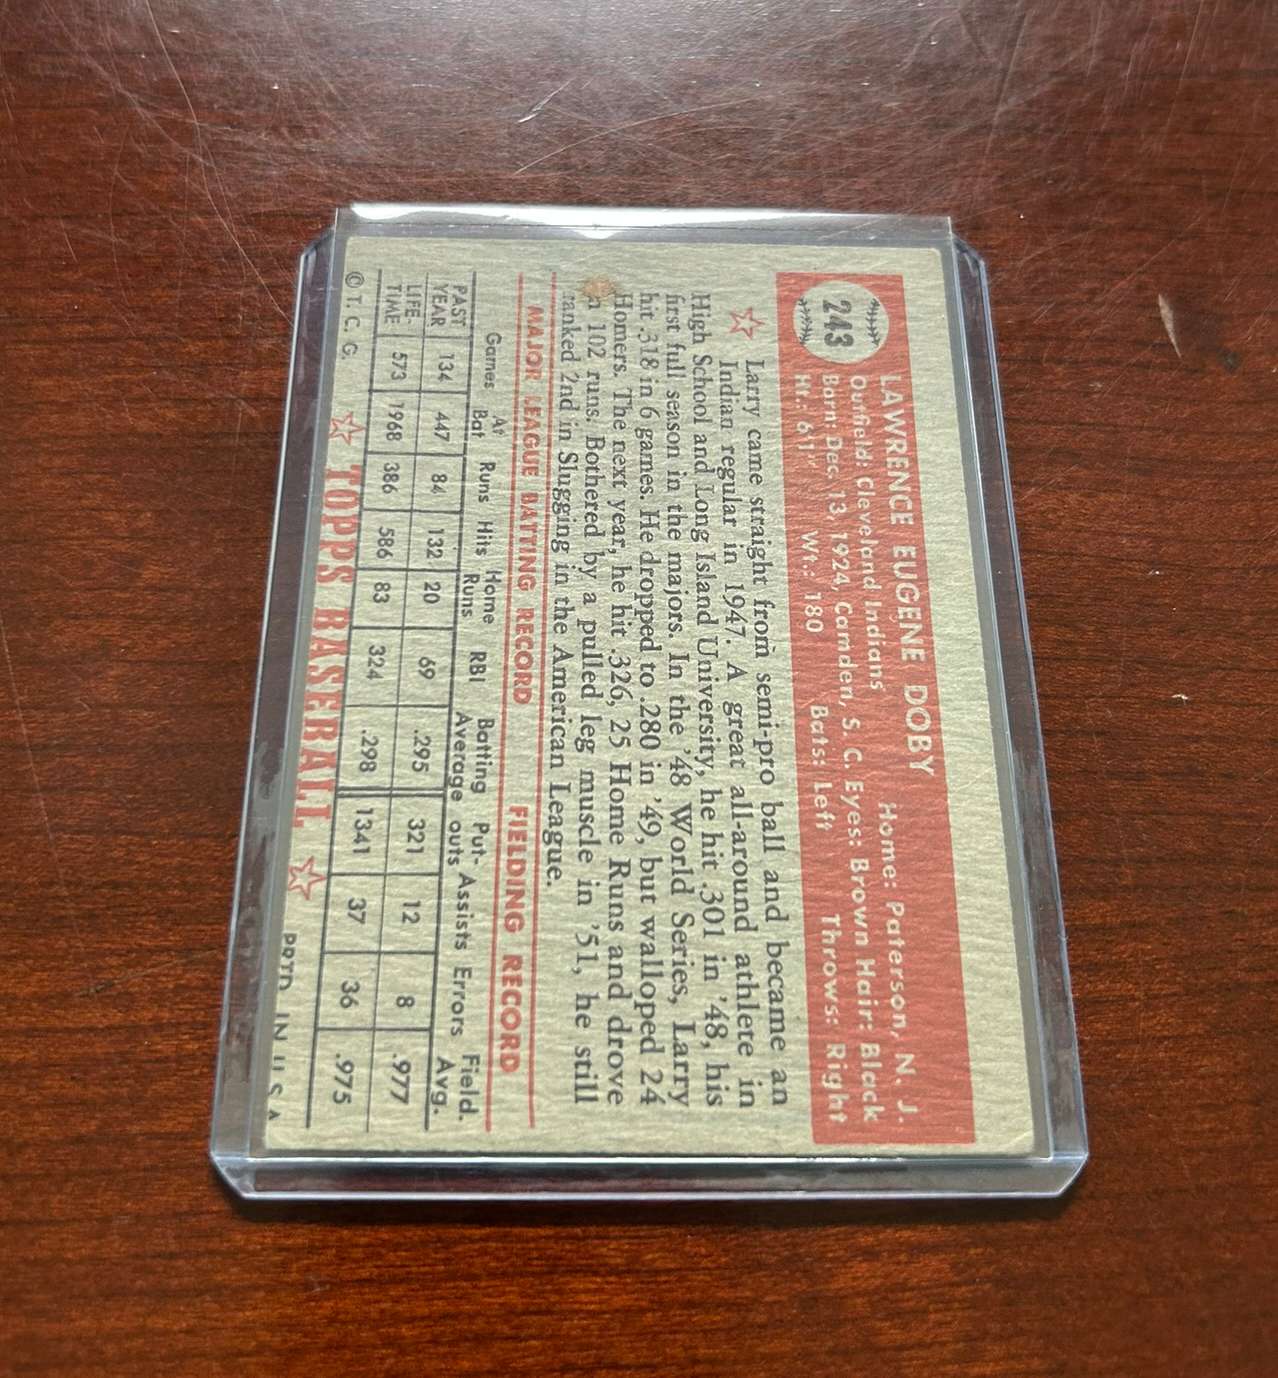 243
LAWRENCE EUGENE DOBY
Outfield: Cleveland Indians Home: Paterson, N. J.
Born: Dec. 13, 1924, Camden, S. C. Eyes: Brown Hair: Black
Ht.: 6'1" Wt.: 180 Bats: Left Throws: Right
Larry came straight from semi-pro ball and became an
Indian regular in 1947. A great all-around athlete in
High School and Long Island University, he hit .301 in '48, his
first full season in the majors. In the '48 World Series, Larry
hit .318 in 6 games. He dropped to .280 in '49, but walloped 24
Homers. The next year, he hit .326, 25 Home Runs and drove
102 runs. Bothered by a pulled leg muscle in '51, he still
ranked 2nd in Slugging in the American League.
MAJOR LEAGUE BATTING RECORD FIELDING RECORD
Games At Bat Runs Hits Home Runs RBI Batting Average Put-outs Assists Errors Field. Avg.
PAST YEAR 134 447 84 132 20 69 .295 321 12 8 .977
LIFE-TIME 573 1968 386 586 83 324 .298 1341 37 36 .975
© T. C. G. TOPPS BASEBALL PRTD. IN U.S.A.